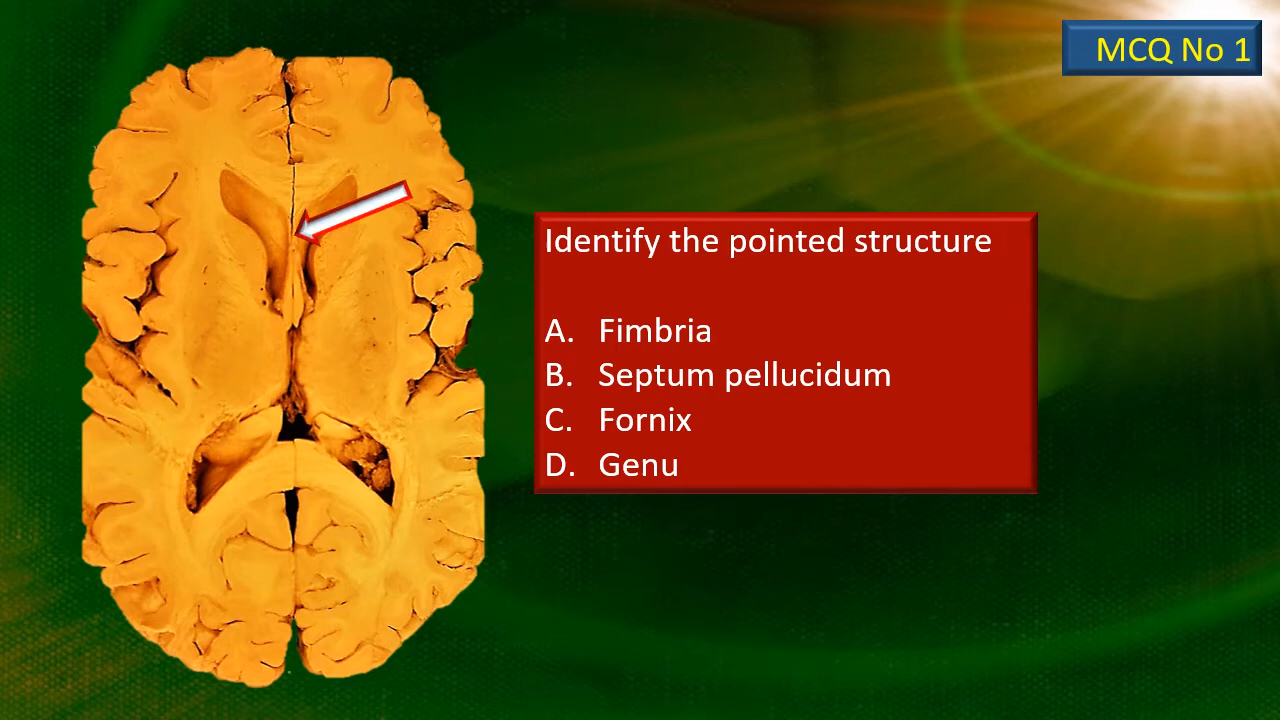 MCQ No 1
Identify the pointed structure
A. Fimbria
B. Septum pellucidum
C. Fornix
D. Genu